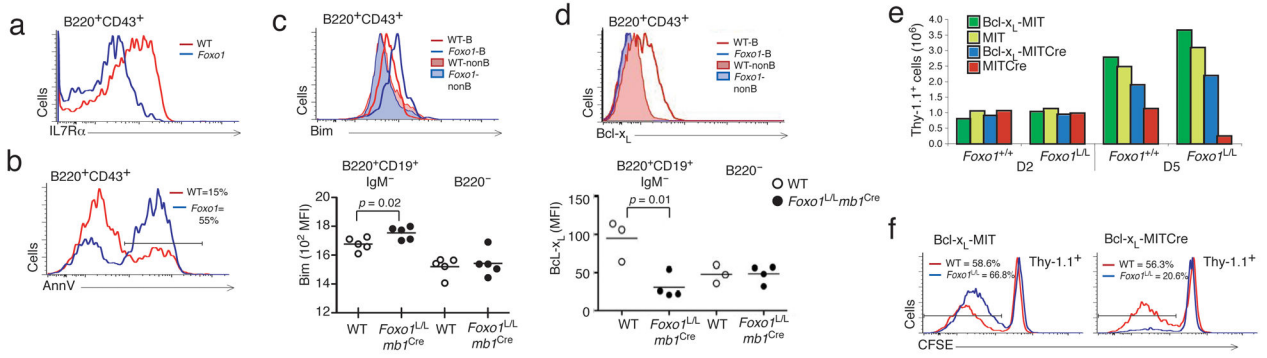 a
B220⁺CD43⁺
WT
Foxo1
Cells
IL7Rα
b
B220⁺CD43⁺
WT=15%
Foxo1=
55%
Cells
AnnV
c
B220⁺CD43⁺
WT-B
Foxo1-B
WT-nonB
Foxo1-
nonB
Cells
Bim
B220⁺CD19⁺
IgM⁻
B220⁻
p = 0.02
Bim (10² MFI)
18
16
14
12
WT
Foxo1ᴸ/ᴸ
mb1ᶜʳᵉ
WT
Foxo1ᴸ/ᴸ
mb1ᶜʳᵉ
d
B220⁺CD43⁺
WT-B
Foxo1-B
WT-nonB
Foxo1-
nonB
Cells
Bcl-xL
B220⁺CD19⁺
IgM⁻
B220⁻
WT
Foxo1ᴸ/ᴸmb1ᶜʳᵉ
p = 0.01
BcL-xL (MFI)
150
100
50
0
WT
Foxo1ᴸ/ᴸ
mb1ᶜʳᵉ
WT
Foxo1ᴸ/ᴸ
mb1ᶜʳᵉ
e
Bcl-xL-MIT
MIT
Bcl-xL-MITCre
MITCre
Thy-1.1⁺ cells (10⁶)
4.0
3.5
3.0
2.5
2.0
1.5
1.0
0.5
Foxo1⁺/⁺
Foxo1ᴸ/ᴸ
Foxo1⁺/⁺
Foxo1ᴸ/ᴸ
D2
D5
f
Bcl-xL-MIT
WT = 58.6%
Foxo1ᴸ/ᴸ = 66.8%
Thy-1.1⁺
Bcl-xL-MITCre
WT = 56.3%
Foxo1ᴸ/ᴸ = 20.6%
Thy-1.1⁺
Cells
CFSE